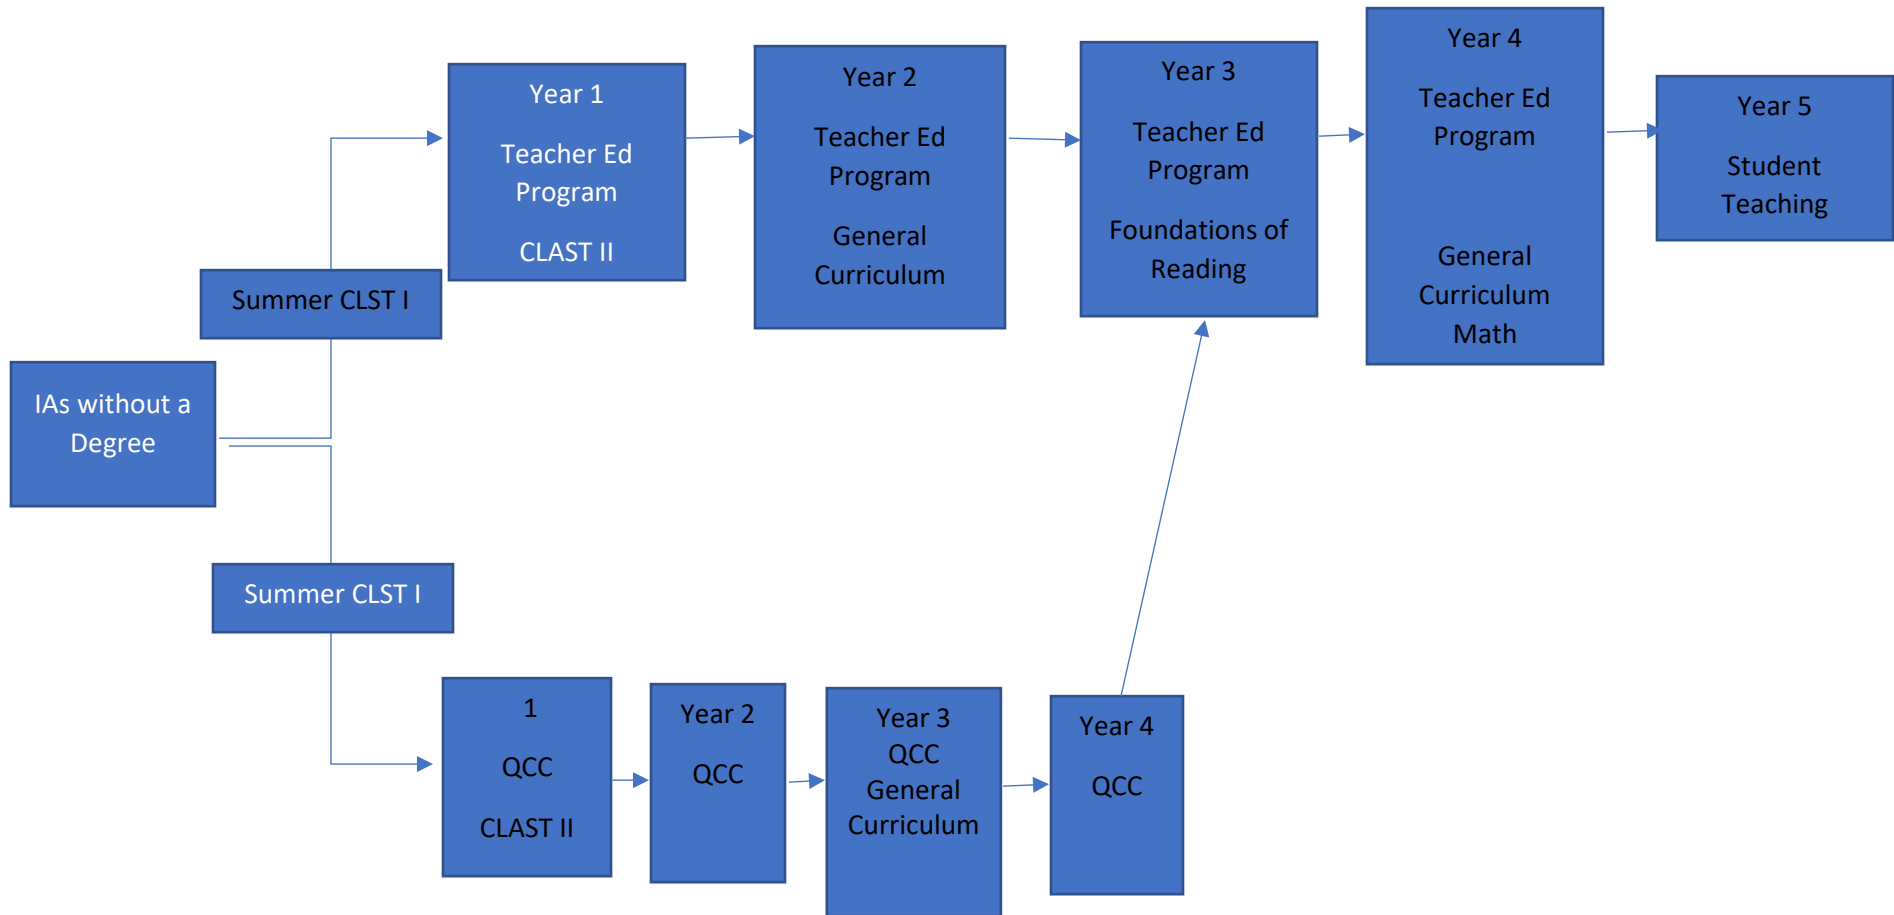 IAs without a
Degree
Summer CLST I
Year 1
Teacher Ed
Program
CLAST II
Year 2
Teacher Ed
Program
General
Curriculum
Year 3
Teacher Ed
Program
Foundations of
Reading
Year 4
Teacher Ed
Program
General
Curriculum
Math
Year 5
Student
Teaching
Summer CLST I
1
QCC
CLAST II
Year 2
QCC
Year 3
QCC
General
Curriculum
Year 4
QCC